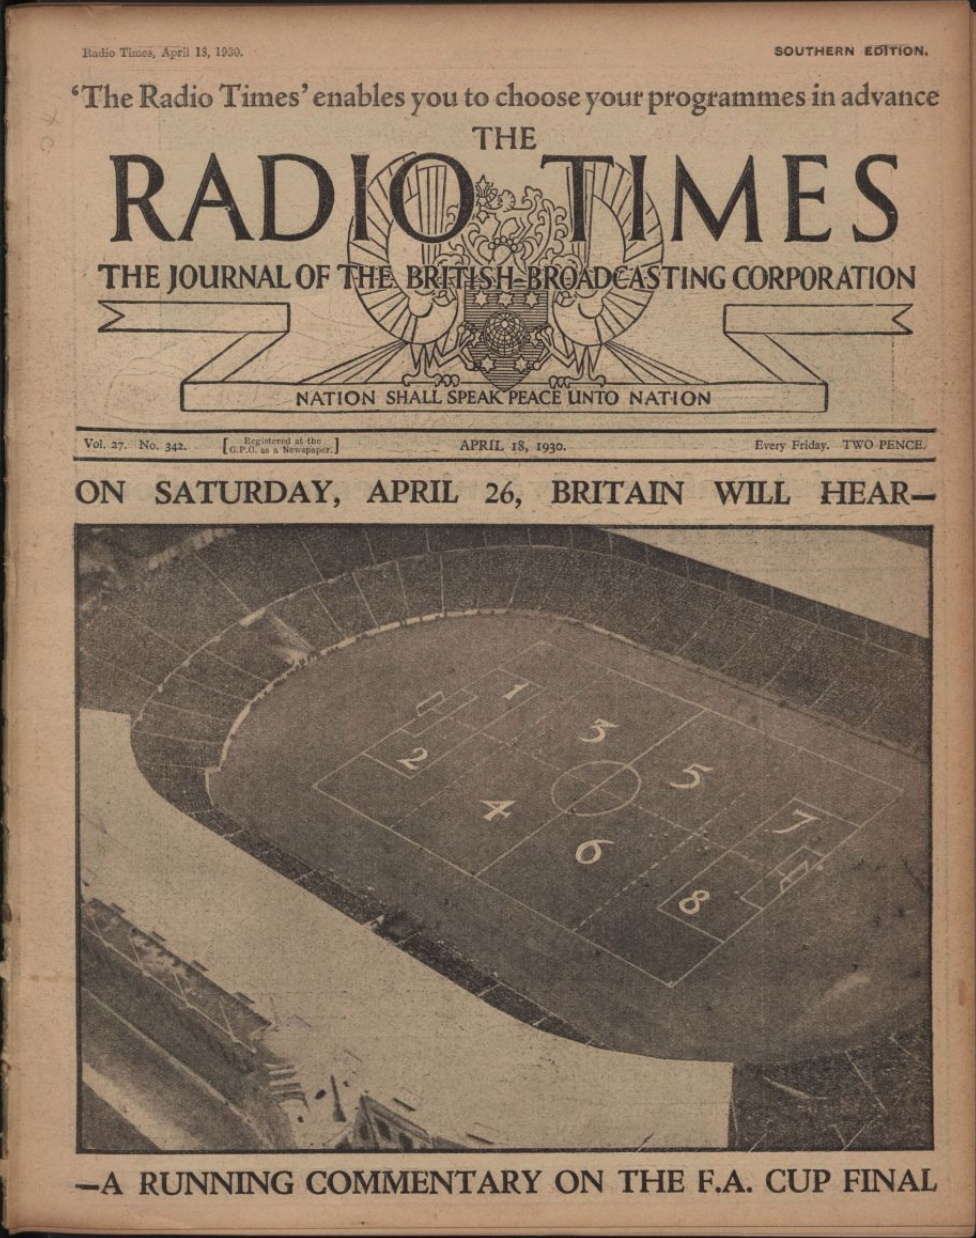 Radio Times, April 18, 1930.
SOUTHERN EDITION.
'The Radio Times' enables you to choose your programmes in advance
THE
RADIO TIMES
THE JOURNAL OF THE BRITISH BROADCASTING CORPORATION
NATION SHALL SPEAK PEACE UNTO NATION
Vol. 27. No. 342.
[Registered at the
G.P.O. as a Newspaper.]
APRIL 18, 1930.
Every Friday. TWO PENCE.
ON SATURDAY, APRIL 26, BRITAIN WILL HEAR—
1
3
2
5
4
7
6
8
—A RUNNING COMMENTARY ON THE F.A. CUP FINAL